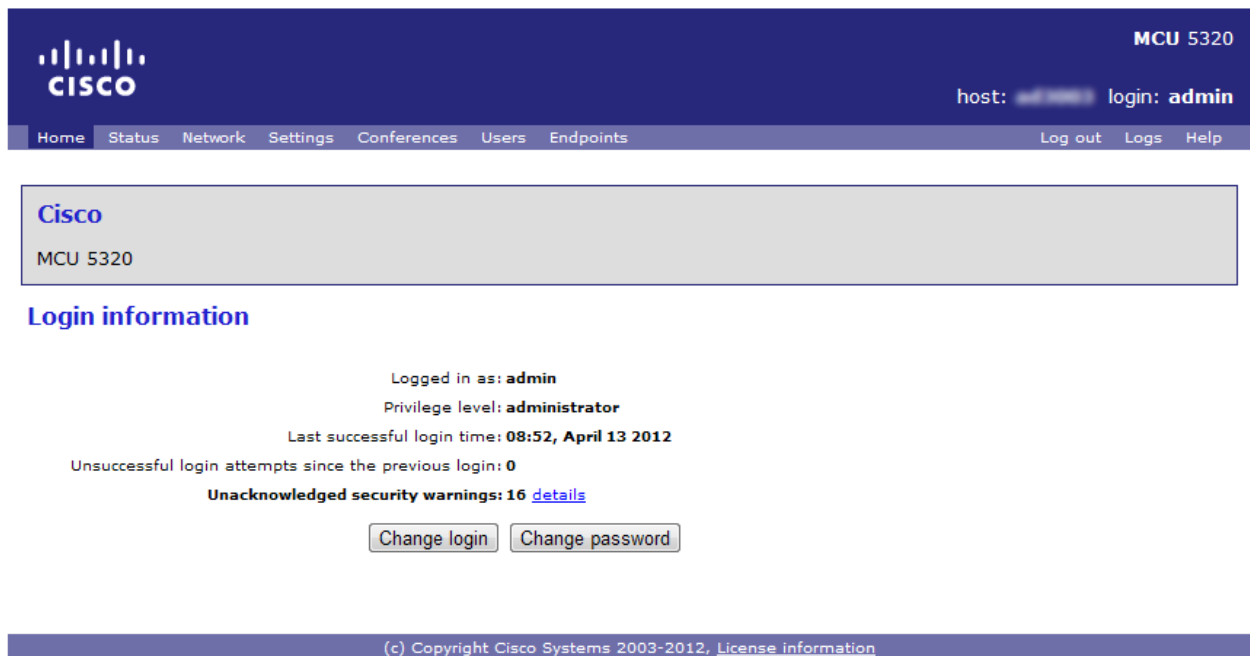 MCU 5320
CISCO
host: login: admin
Home Status Network Settings Conferences Users Endpoints Log out Logs Help
Cisco
MCU 5320
Login information
Logged in as: admin
Privilege level: administrator
Last successful login time: 08:52, April 13 2012
Unsuccessful login attempts since the previous login: 0
Unacknowledged security warnings: 16 details
Change login Change password
(c) Copyright Cisco Systems 2003-2012, License information